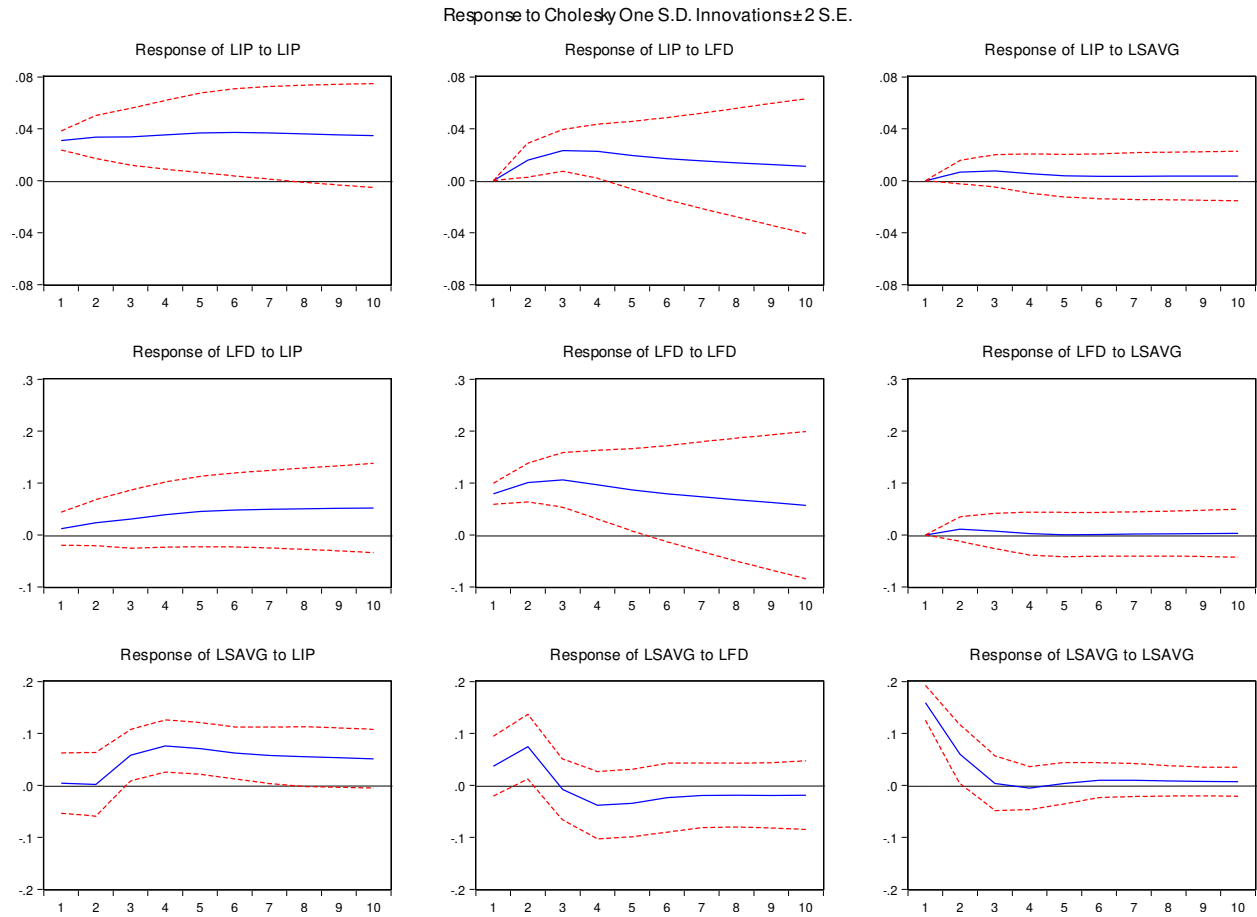 Response to Cholesky One S.D. Innovations ± 2 S.E.
Response of LIP to LIP
.08
.04
.00
-.04
-.08
1 2 3 4 5 6 7 8 9 10
Response of LIP to LFD
.08
.04
.00
-.04
-.08
1 2 3 4 5 6 7 8 9 10
Response of LIP to LSAVG
.08
.04
.00
-.04
-.08
1 2 3 4 5 6 7 8 9 10
Response of LFD to LIP
.3
.2
.1
.0
-.1
1 2 3 4 5 6 7 8 9 10
Response of LFD to LFD
.3
.2
.1
.0
-.1
1 2 3 4 5 6 7 8 9 10
Response of LFD to LSAVG
.3
.2
.1
.0
-.1
1 2 3 4 5 6 7 8 9 10
Response of LSAVG to LIP
.2
.1
.0
-.1
-.2
1 2 3 4 5 6 7 8 9 10
Response of LSAVG to LFD
.2
.1
.0
-.1
-.2
1 2 3 4 5 6 7 8 9 10
Response of LSAVG to LSAVG
.2
.1
.0
-.1
-.2
1 2 3 4 5 6 7 8 9 10